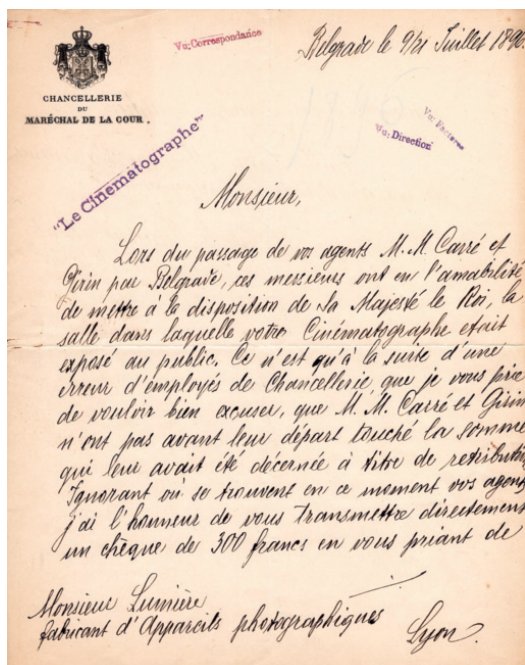 Vu; Correspondance
Belgrade le 9/21 Juillet 1896.
CHANCELLERIE
DU
MARÉCHAL DE LA COUR.
"Le Cinématographe"
Vu; Direction
Vu; Factures
Monsieur,
Lors du passage de vos agents M.M. Carré et
Girin par Belgrade, ces messieurs ont eu l'amabilité
de mettre à la disposition de Sa Majesté le Roi, la
salle dans laquelle votre Cinématographe etait
exposé au public. Ce n'est qu'à la suite d'une
erreur d'employés de Chancellerie que je vous prie
de vouloir bien excuser, que M.M. Carré et Girin
n'ont pas avant leur départ touché la somme
qui leur avait été décernée à titre de retributi
Ignorant où se trouvent en ce moment vos agents
j'ai l'honneur de vous transmettre directement
un chèque de 300 francs en vous priant de
Monsieur Lumière
fabricant d'Appareils photographiques
Lyon.